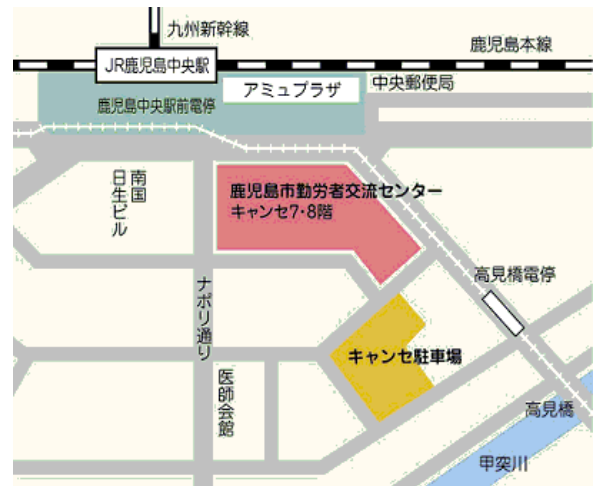 九州新幹線
鹿児島本線
JR鹿児島中央駅
アミュプラザ
中央郵便局
鹿児島中央駅前電停
南国
日生ビル
鹿児島市勤労者交流センター
キャンセ7・8階
高見橋電停
ナポリ通り
キャンセ駐車場
医師会館
高見橋
甲突川